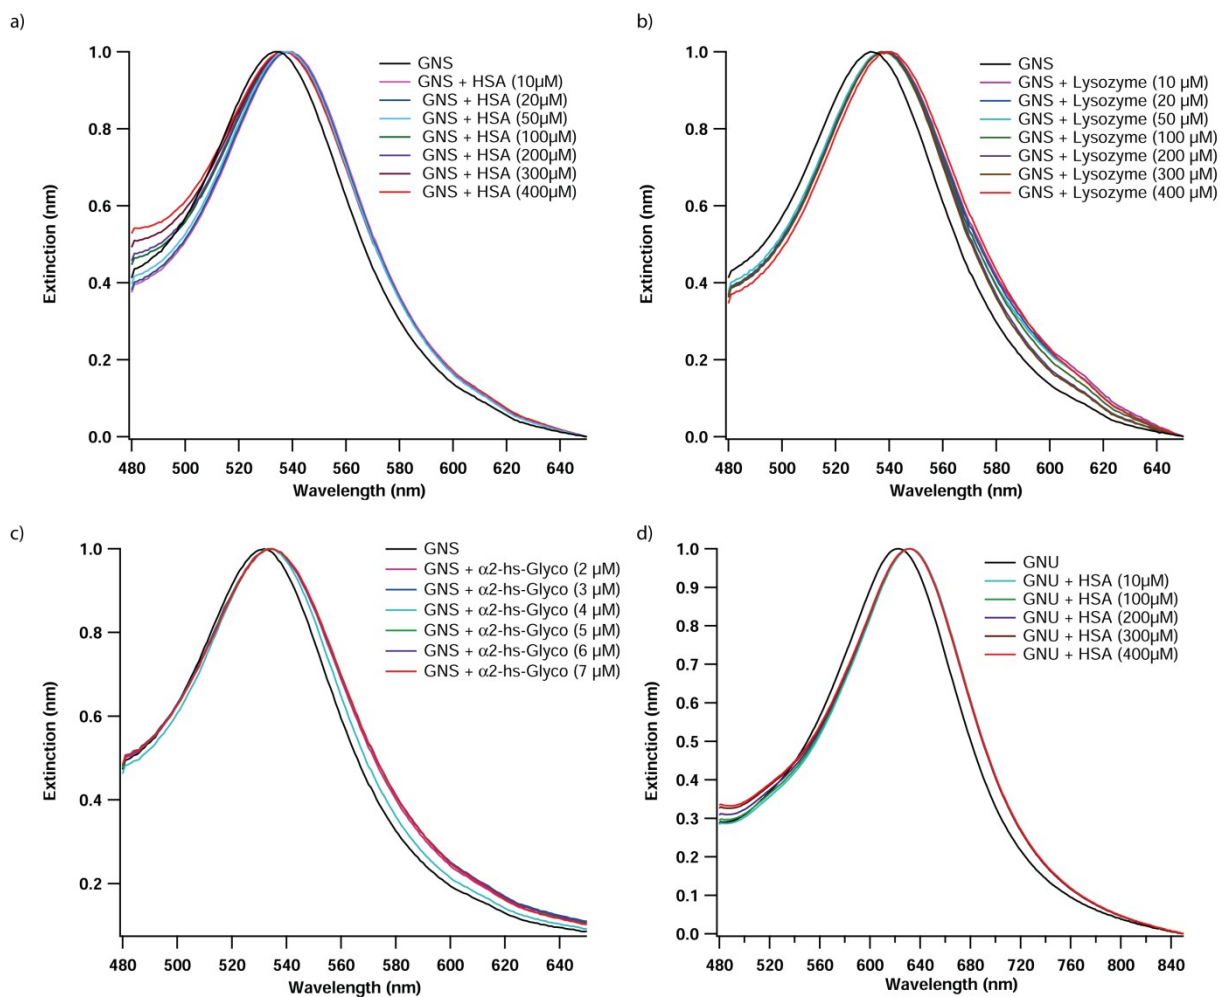 a)
GNS
GNS + HSA (10µM)
GNS + HSA (20µM)
GNS + HSA (50µM)
GNS + HSA (100µM)
GNS + HSA (200µM)
GNS + HSA (300µM)
GNS + HSA (400µM)
1.0
0.8
0.6
0.4
0.2
0.0
Extinction (nm)
480 500 520 540 560 580 600 620 640
Wavelength (nm)
b)
GNS
GNS + Lysozyme (10 µM)
GNS + Lysozyme (20 µM)
GNS + Lysozyme (50 µM)
GNS + Lysozyme (100 µM)
GNS + Lysozyme (200 µM)
GNS + Lysozyme (300 µM)
GNS + Lysozyme (400 µM)
1.0
0.8
0.6
0.4
0.2
0.0
Extinction (nm)
480 500 520 540 560 580 600 620 640
Wavelength (nm)
c)
GNS
GNS + α2-hs-Glyco (2 µM)
GNS + α2-hs-Glyco (3 µM)
GNS + α2-hs-Glyco (4 µM)
GNS + α2-hs-Glyco (5 µM)
GNS + α2-hs-Glyco (6 µM)
GNS + α2-hs-Glyco (7 µM)
1.0
0.8
0.6
0.4
0.2
Extinction (nm)
480 500 520 540 560 580 600 620 640
Wavelength (nm)
d)
GNU
GNU + HSA (10µM)
GNU + HSA (100µM)
GNU + HSA (200µM)
GNU + HSA (300µM)
GNU + HSA (400µM)
1.0
0.9
0.8
0.7
0.6
0.5
0.4
0.3
0.2
0.1
0.0
Extinction (nm)
480 520 560 600 640 680 720 760 800 840
Wavelength (nm)